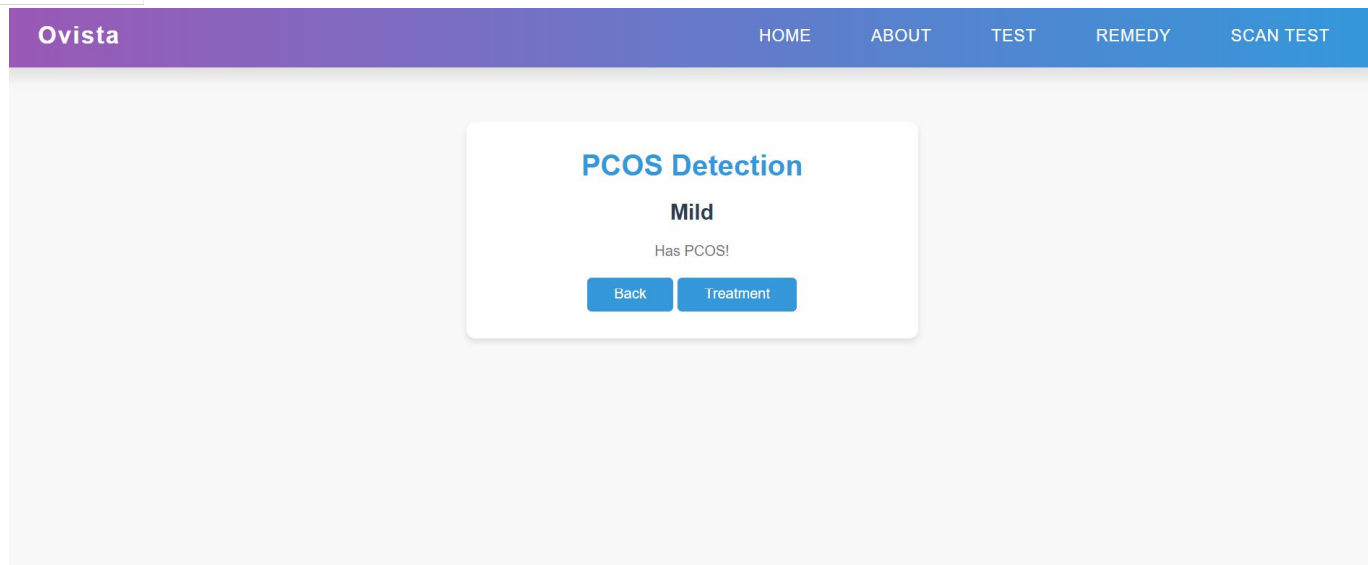 Ovista HOME ABOUT TEST REMEDY SCAN TEST
PCOS Detection
Mild
Has PCOS!
Back Treatment